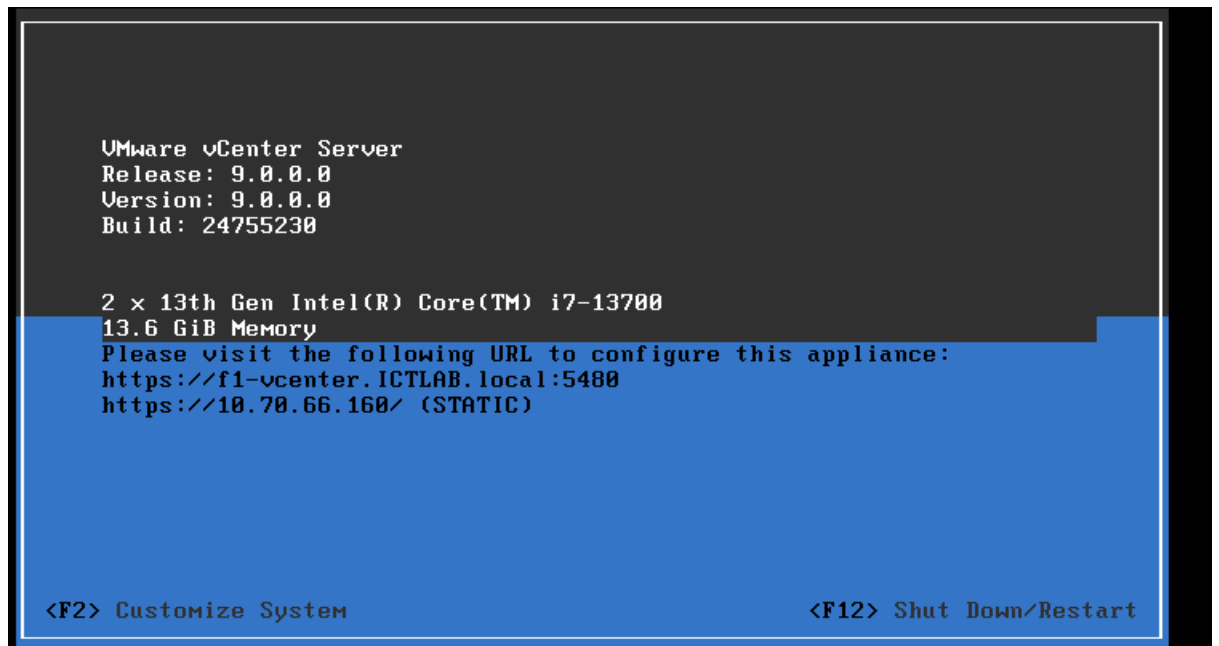 VMware vCenter Server
Release: 9.0.0.0
Version: 9.0.0.0
Build: 24755230
2 x 13th Gen Intel(R) Core(TM) i7-13700
13.6 GiB Memory
Please visit the following URL to configure this appliance:
https://f1-vcenter.ICTLAB.local:5480
https://10.70.66.160/ (STATIC)
<F2> Customize System <F12> Shut Down/Restart